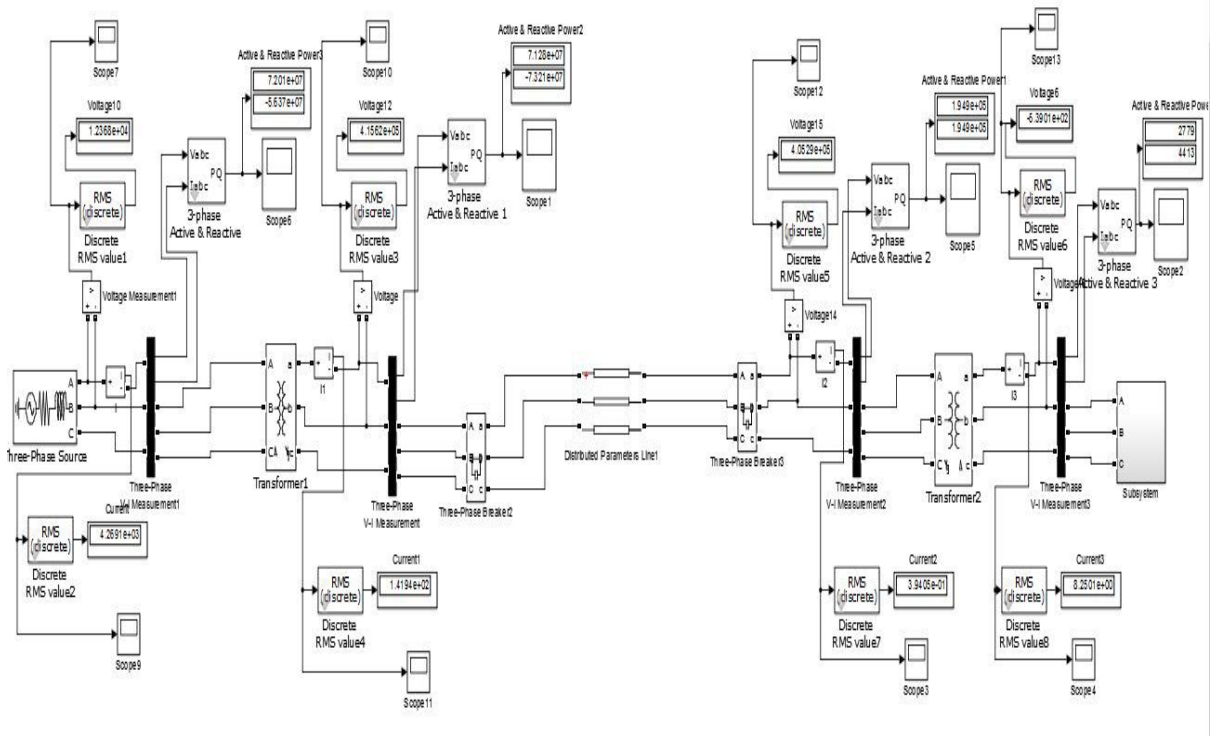 Scope7
Active & Reactive Power3
7.201e+07
-5.637e+07
Voltage10
1.2368e+04
Vabc
Iabc
PQ
3-phase
Active & Reactive
Scope6
RMS
(discrete)
Discrete
RMS value1
Voltage Measurement1
Scope10
Voltage12
4.1562e+05
RMS
(discrete)
Discrete
RMS value3
Voltage
Active & Reactive Power2
7.128e+07
-7.321e+07
Vabc
Iabc
PQ
3-phase
Active & Reactive 1
Scope1
Scope12
Voltage15
4.0529e+05
RMS
(discrete)
Discrete
RMS value5
Voltage14
Active & Reactive Power1
1.949e+05
1.949e+05
Vabc
Iabc
PQ
3-phase
Active & Reactive 2
Scope5
Scope13
Voltage6
-6.3901e+02
RMS
(discrete)
Discrete
RMS value6
Active & Reactive Powe
2779
4413
Vabc
Iabc
PQ
3-phase
Active & Reactive 3
Scope2
A
B
C
Three-Phase Source
Three-Phase
V-I Measurement1
A
B
C
a
b
c
Transformer1
I1
Three-Phase
V-I Measurement
A
B
C
a
b
c
Three-Phase Breaker2
Distributed Parameters Line1
A
B
C
a
b
c
Three-Phase Breaker3
I2
Three-Phase
V-I Measurement2
A
B
C
a
b
c
Transformer2
I3
Three-Phase
V-I Measurement3
A
B
C
Subsystem
Current
4.2691e+03
RMS
(discrete)
Discrete
RMS value2
Scope9
Current1
1.4194e+02
RMS
(discrete)
Discrete
RMS value4
Scope11
Current2
3.9405e-01
RMS
(discrete)
Discrete
RMS value7
Scope3
Current3
8.2501e+00
RMS
(discrete)
Discrete
RMS value8
Scope4